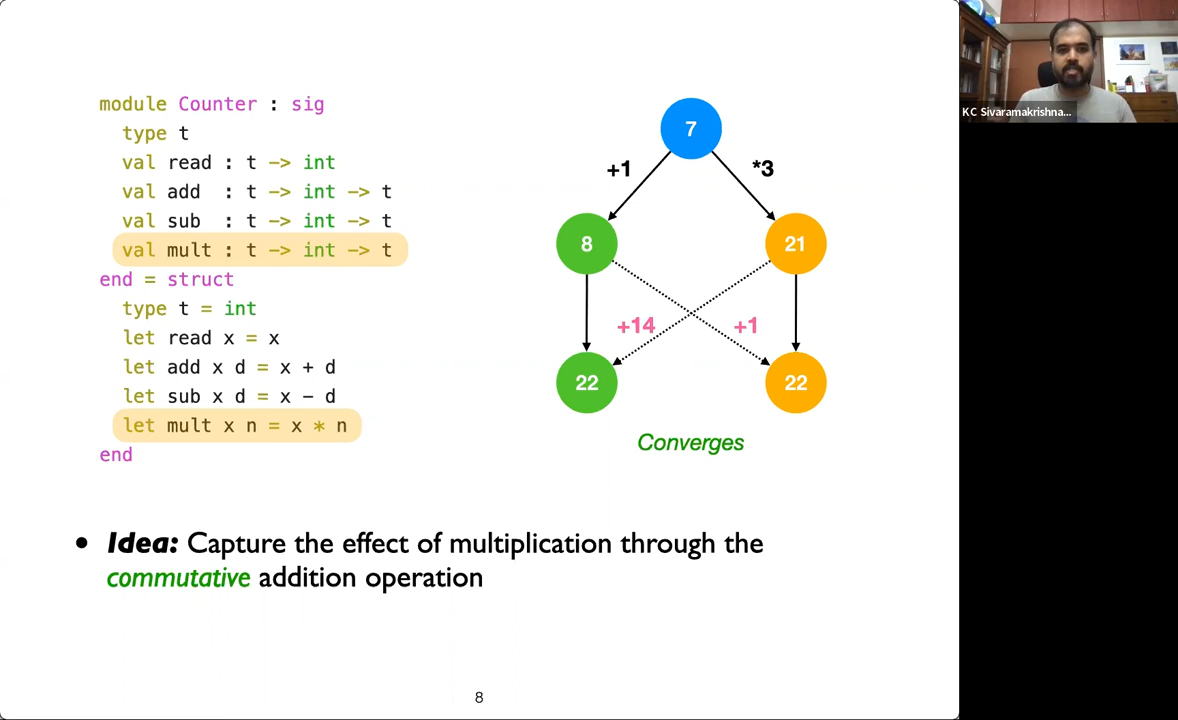 module Counter : sig
type t
val read : t -> int
val add : t -> int -> t
val sub : t -> int -> t
val mult : t -> int -> t
end = struct
type t = int
let read x = x
let add x d = x + d
let sub x d = x - d
let mult x n = x * n
end
7
+1
*3
8
21
+14
+1
22
22
Converges
• Idea: Capture the effect of multiplication through the
commutative addition operation
8
KC Sivaramakrishna...